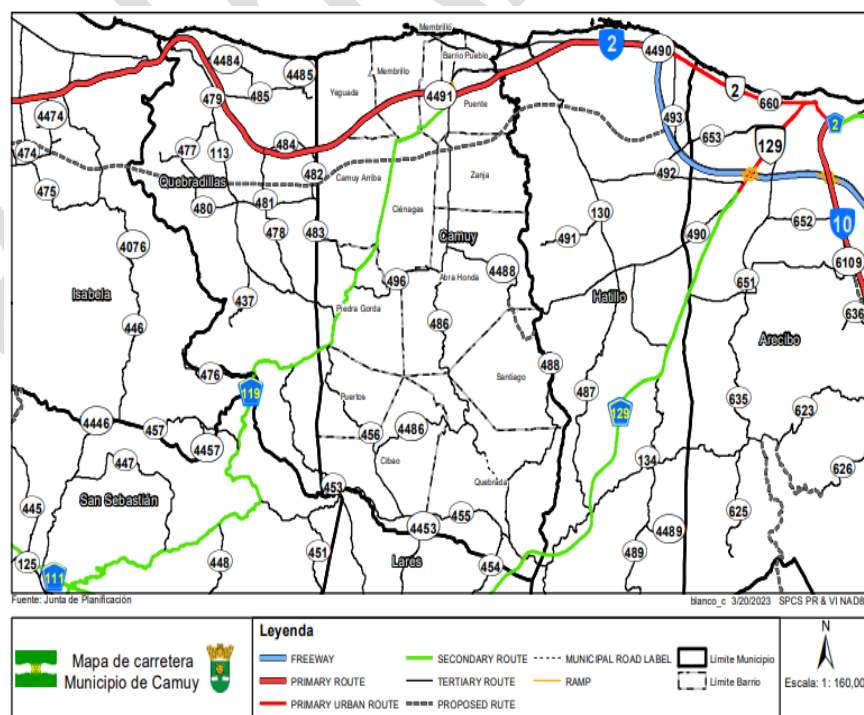 Membrillo
2
4490
4484
4485
Barrio Pueblo
Membrillo
2
Yeguada
4491
479
485
660
Puente
4474
493
2
653
129
484
474
477
113
482
Camuy Arriba
Zanja
492
Quebradillas
475
480
481
Ciénagas
130
10
478
483
Camuy
652
4076
491
490
6109
496
Abra Honda
4488
651
Isabela
437
Hatillo
636
446
Piedra Gorda
486
Arecibo
476
Santiago
488
119
Puertos
487
635
129
623
4446
457
456
4486
4457
447
Cibao
134
626
San Sebastián
453
Quebrada
445
455
625
4453
4489
451
489
125
448
Lares
454
111
Fuente: Junta de Planificación
blanco_c 3/20/2023 SPCS PR & VI NAD8
Mapa de carretera
Municipio de Camuy
Leyenda
FREEWAY
SECONDARY ROUTE
MUNICIPAL ROAD LABEL
Límite Municipio
PRIMARY ROUTE
TERTIARY ROUTE
RAMP
Límite Barrio
PRIMARY URBAN ROUTE
PROPOSED RUTE
N
Escala: 1: 160,00